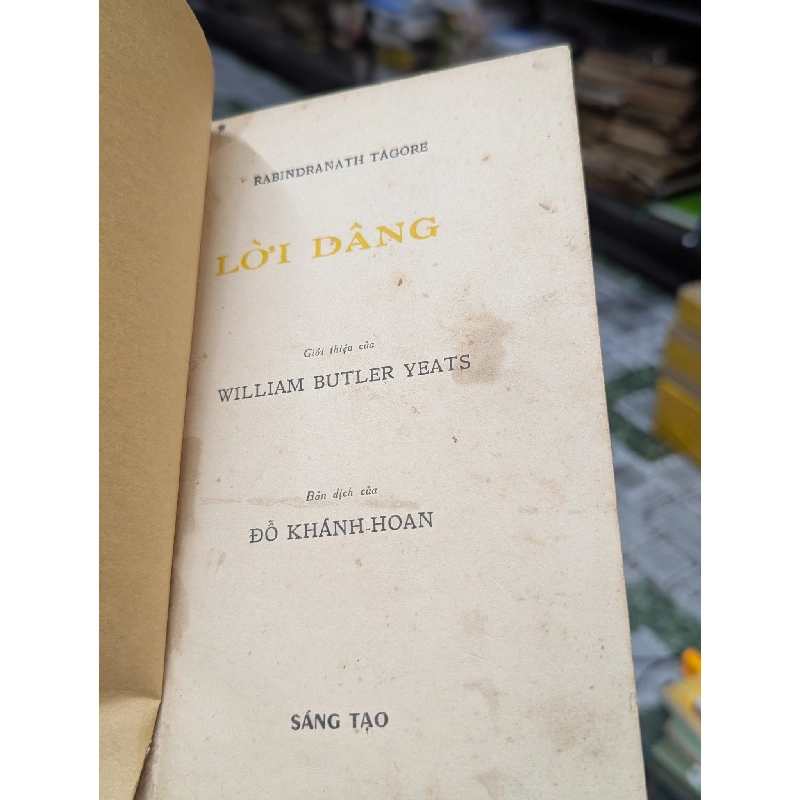 RABINDRANATH TAGORE
LỜI DÂNG
Giới thiệu của
WILLIAM BUTLER YEATS
Bản dịch của
ĐỖ KHÁNH-HOAN
SÁNG TẠO